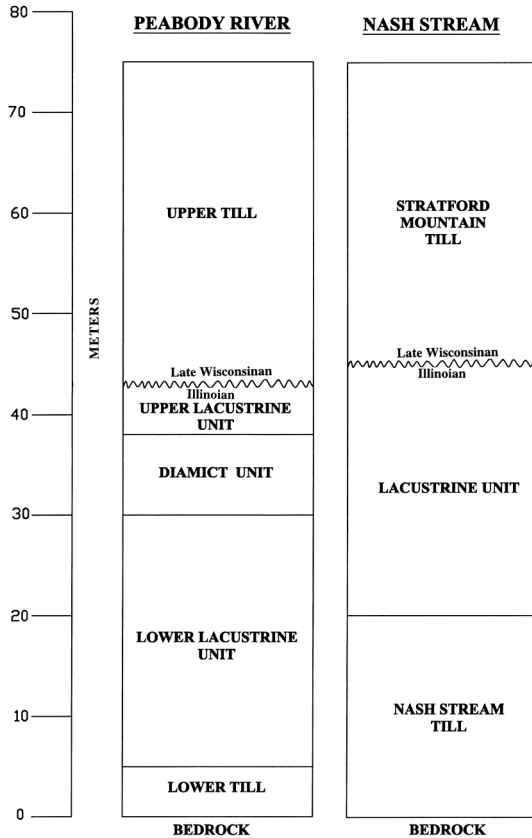 80
70
60
50
40
30
20
10
0
METERS
PEABODY RIVER
UPPER TILL
Late Wisconsinan
Illinoian
UPPER LACUSTRINE
UNIT
DIAMICT UNIT
LOWER LACUSTRINE
UNIT
LOWER TILL
BEDROCK
NASH STREAM
STRATFORD
MOUNTAIN
TILL
Late Wisconsinan
Illinoian
LACUSTRINE UNIT
NASH STREAM
TILL
BEDROCK